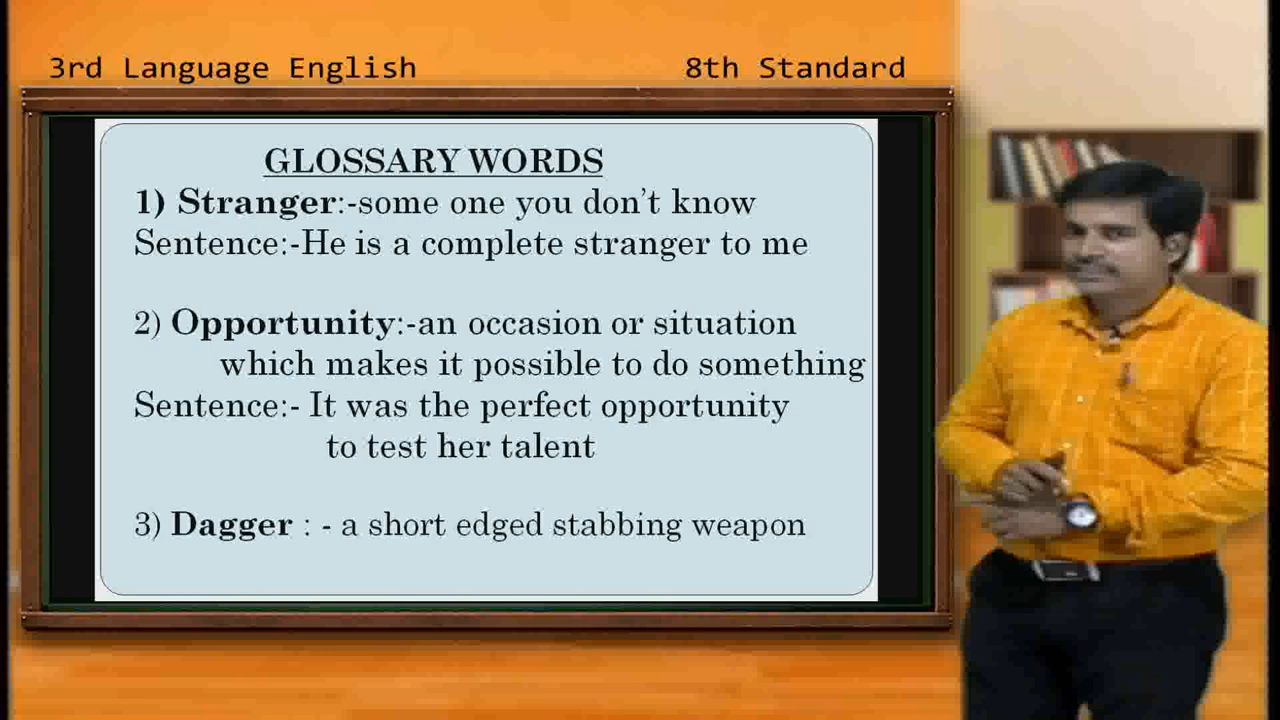 3rd Language English 8th Standard
GLOSSARY WORDS
1) Stranger:-some one you don't know
Sentence:-He is a complete stranger to me
2) Opportunity:-an occasion or situation
which makes it possible to do something
Sentence:- It was the perfect opportunity
to test her talent
3) Dagger : - a short edged stabbing weapon